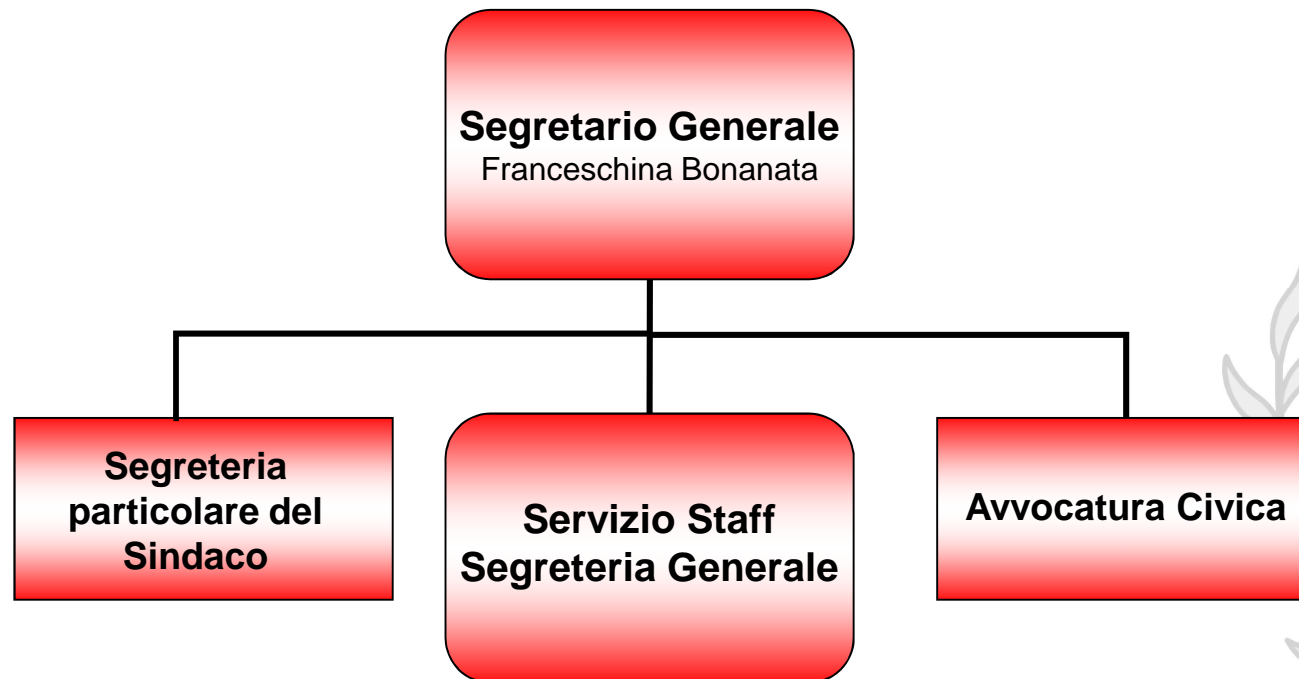 Segretario Generale
Franceschina Bonanata
Segreteria
particolare del
Sindaco
Servizio Staff
Segreteria Generale
Avvocatura Civica